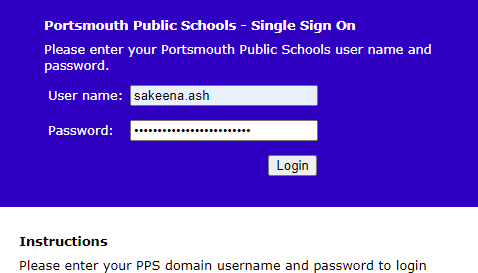 Portsmouth Public Schools - Single Sign On
Please enter your Portsmouth Public Schools user name and
password.
User name: sakeena.ash
Password: •••••••••••••••••••••••••
Login
Instructions
Please enter your PPS domain username and password to login